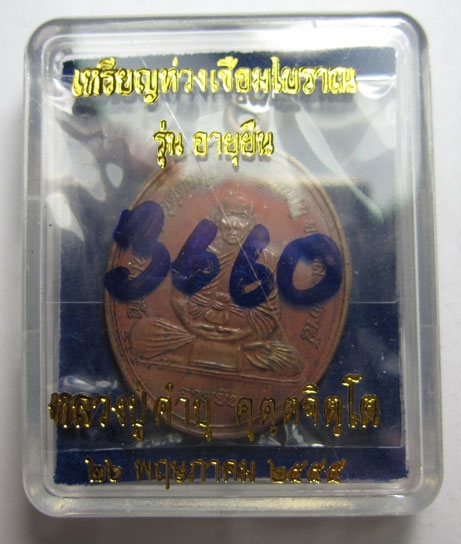 เหรียญห่วงเชื่อมโบราณ
รุ่น อายุยืน
3660
หลวงปู่คำบุ คุตฺตจิตฺโต
๒๖ พฤษภาคม ๒๕๕๕